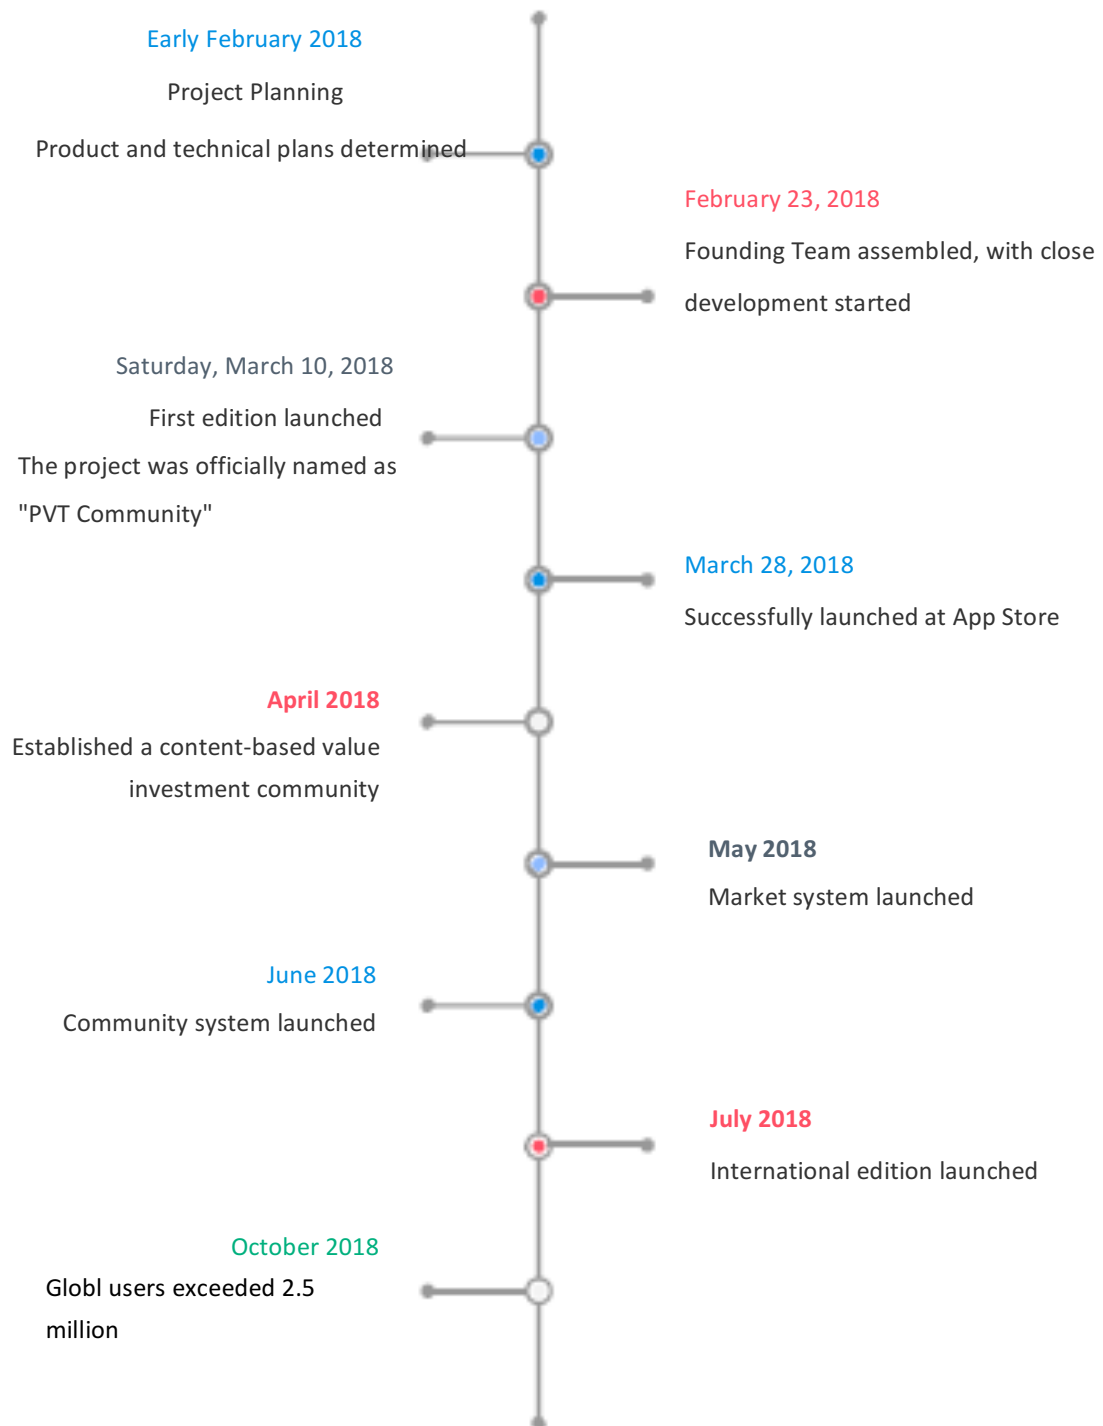 Early February 2018
Project Planning
Product and technical plans determined
February 23, 2018
Founding Team assembled, with close
development started
Saturday, March 10, 2018
First edition launched
The project was officially named as
"PVT Community"
March 28, 2018
Successfully launched at App Store
April 2018
Established a content-based value
investment community
May 2018
Market system launched
June 2018
Community system launched
July 2018
International edition launched
October 2018
Globl users exceeded 2.5
million